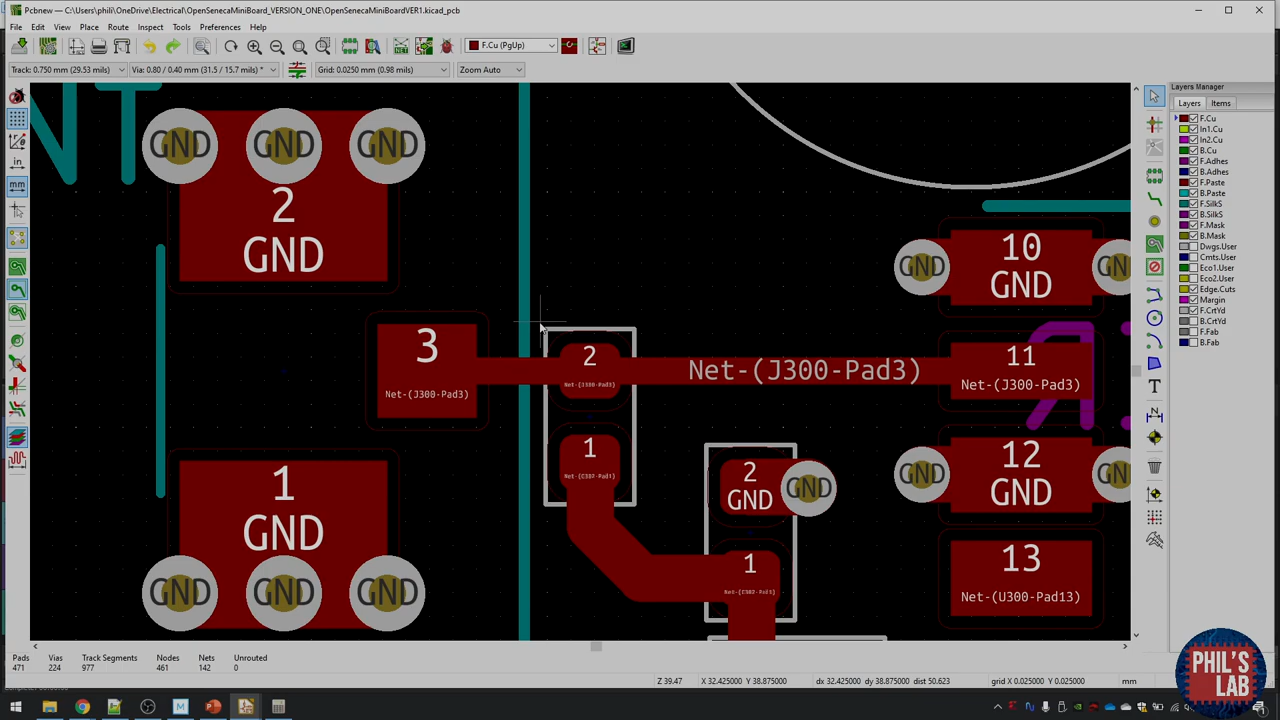 Pcbnew — C:\Users\phili\OneDrive\Electrical\OpenSenecaMiniBoard_VERSION_ONE\OpenSenecaMiniBoardVER1.kicad_pcb
File Edit View Place Route Inspect Tools Preferences Help
F.Cu (PgUp)
Track: 0.750 mm (29.53 mils) Via: 0.80 / 0.40 mm (31.5 / 15.7 mils) * Grid: 0.0250 mm (0.98 mils) Zoom Auto
Layers Manager
Layers Items
F.Cu
In1.Cu
In2.Cu
B.Cu
F.Adhes
B.Adhes
F.Paste
B.Paste
F.SilkS
B.SilkS
F.Mask
B.Mask
Dwgs.User
Cmts.User
Eco1.User
Eco2.User
Edge.Cuts
Margin
F.CrtYd
B.CrtYd
F.Fab
B.Fab
in
mm
NT
GND GND GND
2
GND
10
GND
GND
3
Net-(J300-Pad3)
2
Net-(J300-Pad3)
Net-(J300-Pad3)
11
Net-(J300-Pad3)
1
1
GND
2
GND
GND
12
GND
GND
GND
1
13
Net-(U300-Pad13)
GND GND GND
Pads Vias Track Segments Nodes Nets Unrouted
471 224 977 461 142 0
Z 39.47 X 32.425000 Y 38.875000 dx 32.425000 dy 38.875000 dist 50.623 grid X 0.025000 Y 0.025000 mm
PHIL'S
LAB